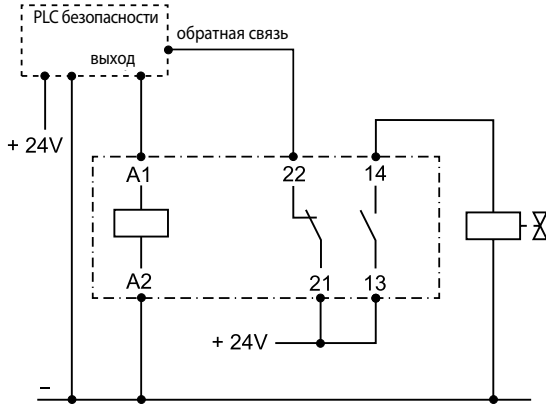 PLC безопасности
обратная связь
выход
+ 24V
A1
22
14
A2
21
13
+ 24V
–